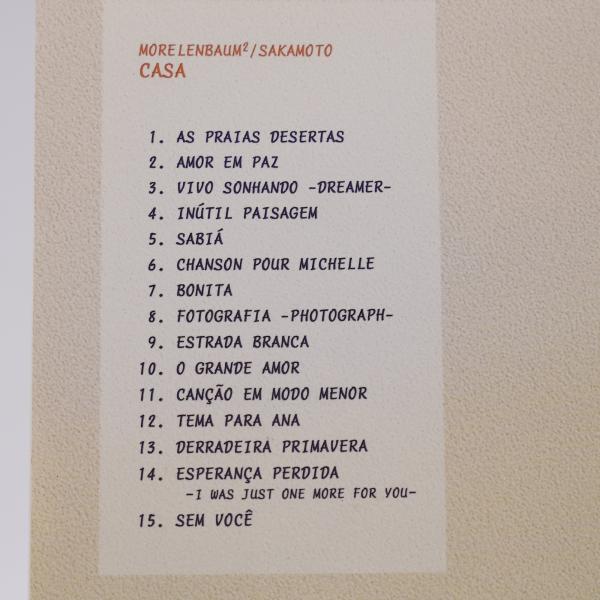 MORELENBAUM²/SAKAMOTO
CASA
1. AS PRAIAS DESERTAS
2. AMOR EM PAZ
3. VIVO SONHANDO -DREAMER-
4. INÚTIL PAISAGEM
5. SABIÁ
6. CHANSON POUR MICHELLE
7. BONITA
8. FOTOGRAFIA -PHOTOGRAPH-
9. ESTRADA BRANCA
10. O GRANDE AMOR
11. CANÇÃO EM MODO MENOR
12. TEMA PARA ANA
13. DERRADEIRA PRIMAVERA
14. ESPERANÇA PERDIDA
-I WAS JUST ONE MORE FOR YOU-
15. SEM VOCÊ